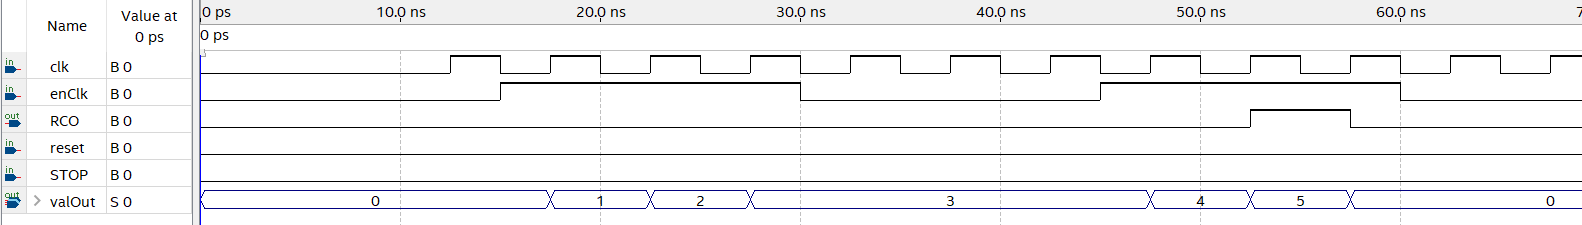 Name Value at 0 ps
0 ps 10.0 ns 20.0 ns 30.0 ns 40.0 ns 50.0 ns 60.0 ns 7
0 ps
in clk B 0
in enClk B 0
out RCO B 0
in reset B 0
in STOP B 0
out valOut S 0 0 1 2 3 4 5 0